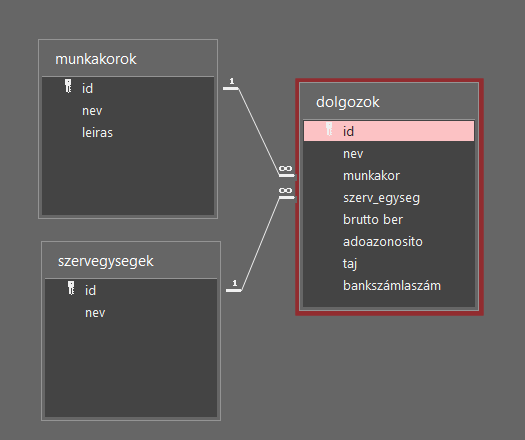 munkakorok
id
nev
leiras
1
∞
∞
1
szervegysegek
id
nev
dolgozok
id
nev
munkakor
szerv_egyseg
brutto ber
adoazonosito
taj
bankszámlaszám